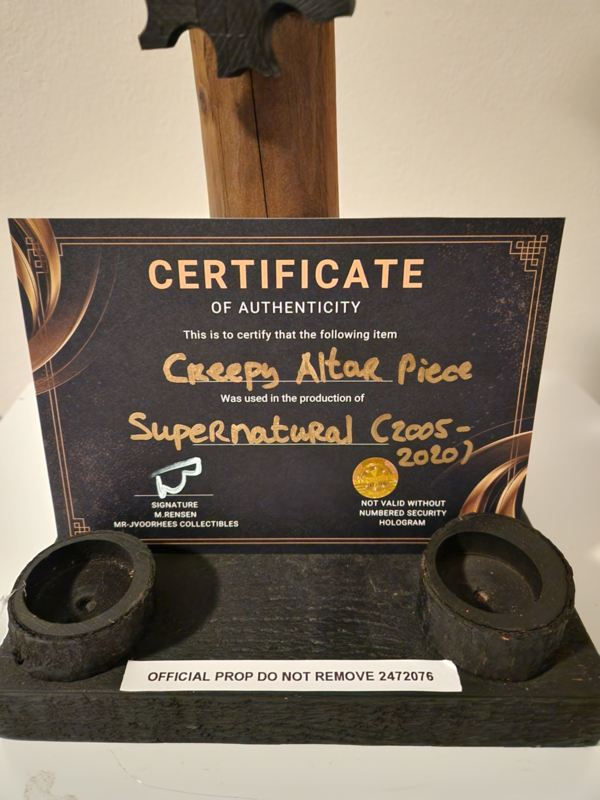 CERTIFICATE
OF AUTHENTICITY
This is to certify that the following item
Creepy Altar Piece
Was used in the production of
Supernatural (2005-
2020)
SIGNATURE
M.RENSEN
MR-JVOORHEES COLLECTIBLES
NOT VALID WITHOUT
NUMBERED SECURITY
HOLOGRAM
OFFICIAL PROP DO NOT REMOVE 2472076